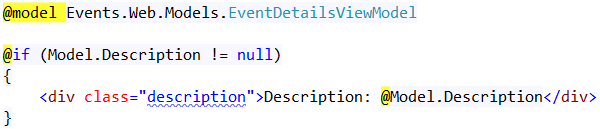 @model Events.Web.Models.EventDetailsViewModel
@if (Model.Description != null)
{
<div class="description">Description: @Model.Description</div>
}